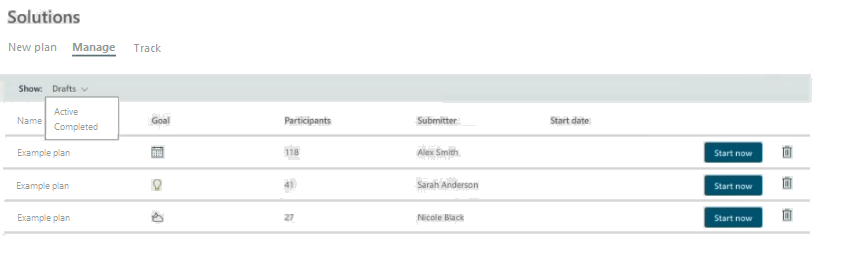 Solutions
New plan Manage Track
Show: Drafts
Active
Completed
Name Goal Participants Submitter Start date
Example plan 118 Alex Smith Start now
Example plan 41 Sarah Anderson Start now
Example plan 27 Nicole Black Start now